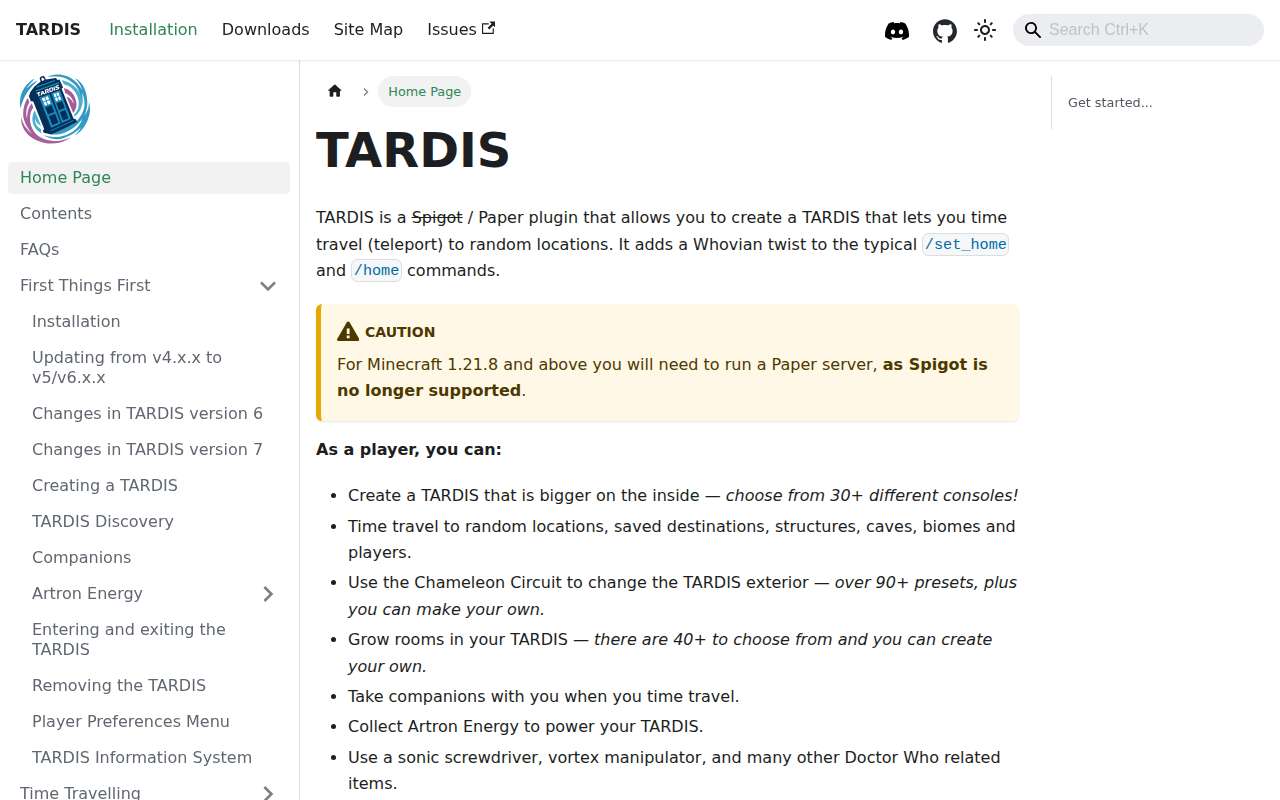 TARDIS
Installation
Downloads
Site Map
Issues
Search Ctrl+K
TARDIS
Home Page
Contents
FAQs
First Things First
Installation
Updating from v4.x.x to
v5/v6.x.x
Changes in TARDIS version 6
Changes in TARDIS version 7
Creating a TARDIS
TARDIS Discovery
Companions
Artron Energy
Entering and exiting the
TARDIS
Removing the TARDIS
Player Preferences Menu
TARDIS Information System
Time Travelling
Home Page
TARDIS
TARDIS is a Spigot / Paper plugin that allows you to create a TARDIS that lets you time
travel (teleport) to random locations. It adds a Whovian twist to the typical /set_home
and /home commands.
CAUTION
For Minecraft 1.21.8 and above you will need to run a Paper server, as Spigot is
no longer supported.
As a player, you can:
Create a TARDIS that is bigger on the inside — choose from 30+ different consoles!
Time travel to random locations, saved destinations, structures, caves, biomes and
players.
Use the Chameleon Circuit to change the TARDIS exterior — over 90+ presets, plus
you can make your own.
Grow rooms in your TARDIS — there are 40+ to choose from and you can create
your own.
Take companions with you when you time travel.
Collect Artron Energy to power your TARDIS.
Use a sonic screwdriver, vortex manipulator, and many other Doctor Who related
items.
Get started...